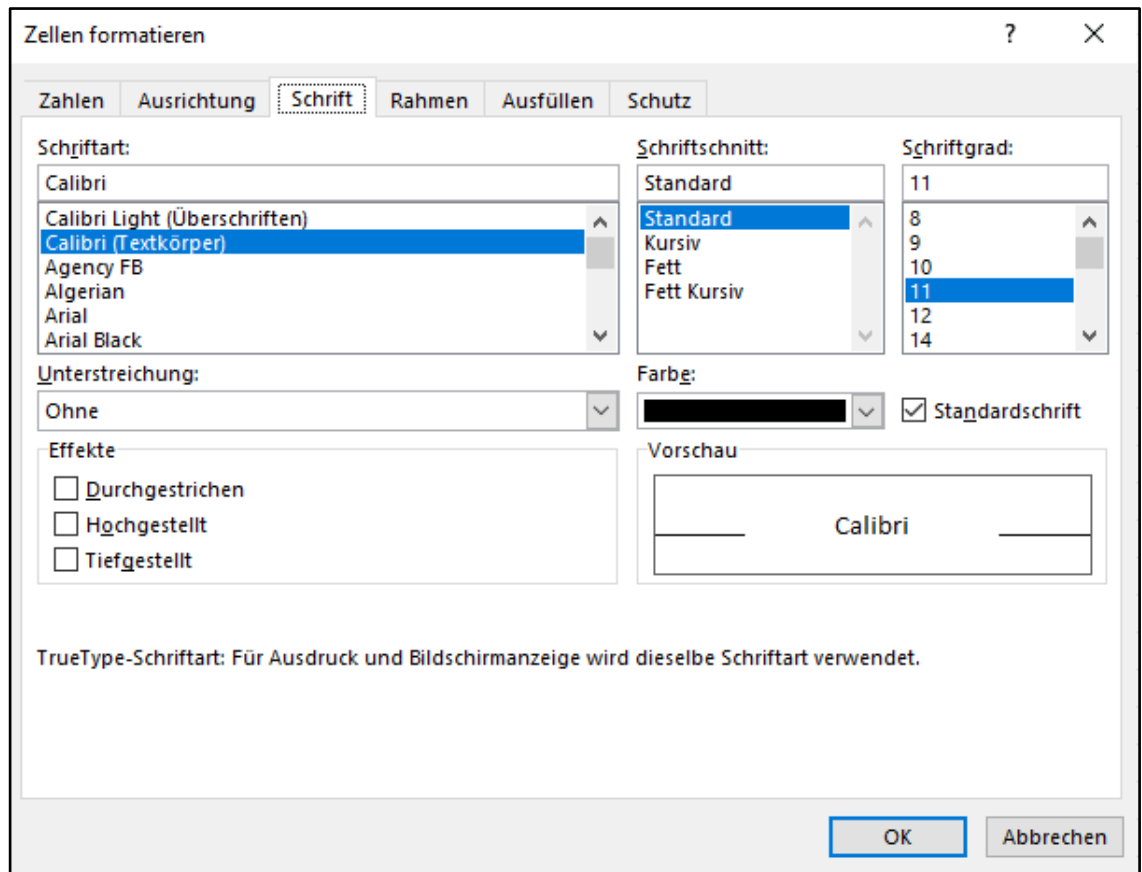 Zellen formatieren
?
Zahlen Ausrichtung Schrift Rahmen Ausfüllen Schutz
Schriftart: Schriftschnitt: Schriftgrad:
Calibri Standard 11
Calibri Light (Überschriften) Standard 8
Calibri (Textkörper) Kursiv 9
Agency FB Fett 10
Algerian Fett Kursiv 11
Arial 12
Arial Black 14
Unterstreichung: Farbe:
Ohne Standardschrift
Effekte Vorschau
Durchgestrichen
Hochgestellt Calibri
Tiefgestellt
TrueType-Schriftart: Für Ausdruck und Bildschirmanzeige wird dieselbe Schriftart verwendet.
OK Abbrechen